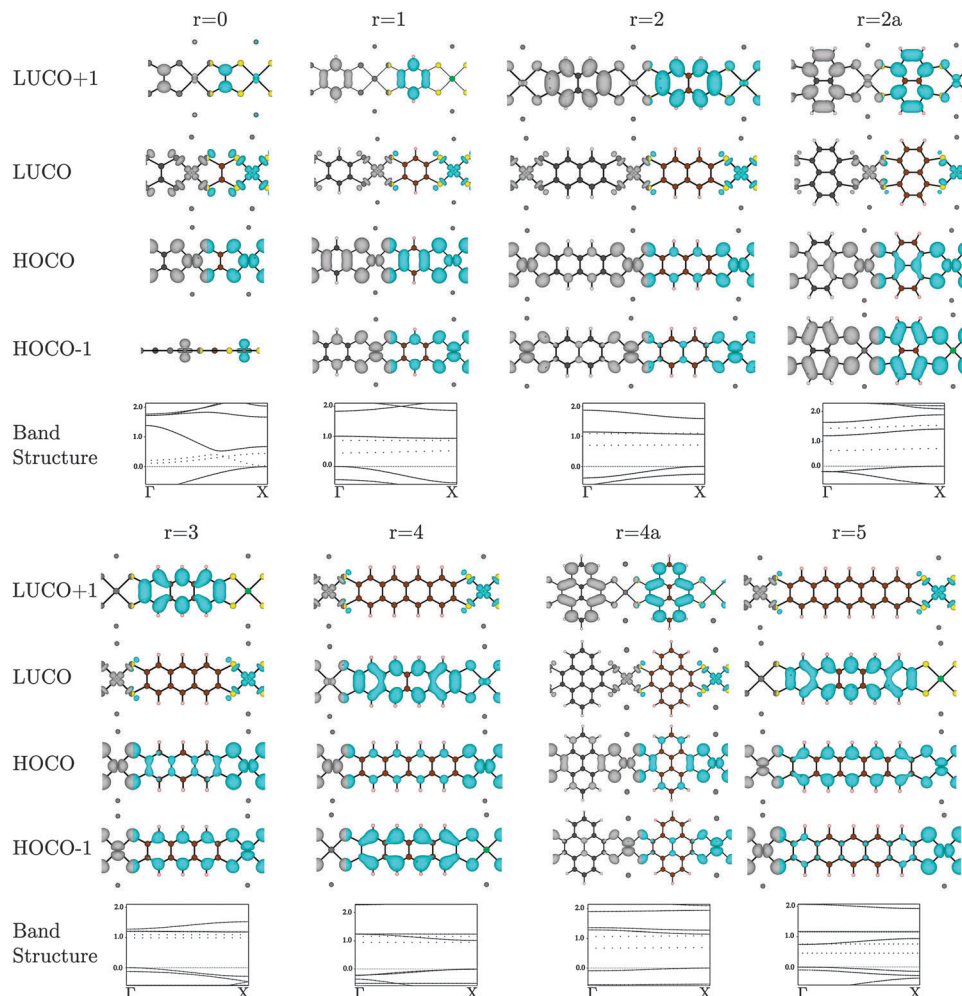 r=0 r=1 r=2 r=2a
LUCO+1
LUCO
HOCO
HOCO-1
Band
Structure
2.0 2.0 2.0 2.0
1.0 1.0 1.0 1.0
0.0 0.0 0.0 0.0
Γ X Γ X Γ X Γ X
r=3 r=4 r=4a r=5
LUCO+1
LUCO
HOCO
HOCO-1
Band
Structure
2.0 2.0 2.0 2.0
1.0 1.0 1.0 1.0
0.0 0.0 0.0 0.0
Γ X Γ X Γ X Γ X